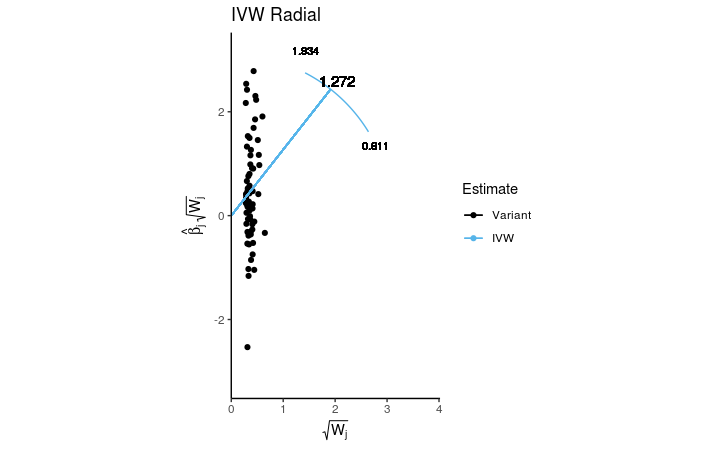 IVW Radial
1.934
1.272
0.611
2
0
-2
β̂ⱼ√Wⱼ
0 1 2 3 4
√Wⱼ
Estimate
Variant
IVW